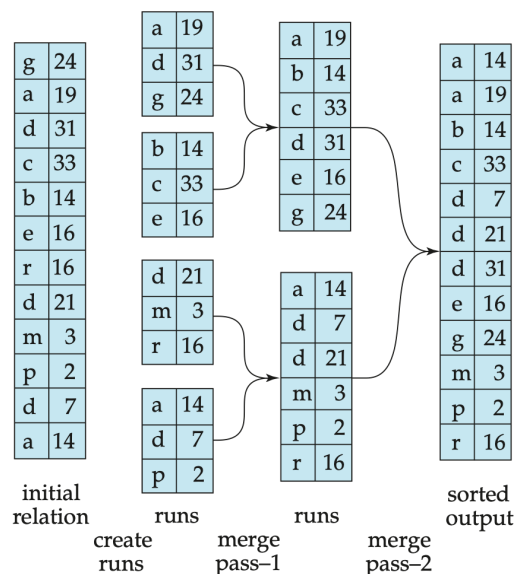 g 24
a 19
d 31
c 33
b 14
e 16
r 16
d 21
m 3
p 2
d 7
a 14
initial
relation
a 19
d 31
g 24
b 14
c 33
e 16
d 21
m 3
r 16
a 14
d 7
p 2
runs
create
runs
a 19
b 14
c 33
d 31
e 16
g 24
a 14
d 7
d 21
m 3
p 2
r 16
runs
merge
pass–1
a 14
a 19
b 14
c 33
d 7
d 21
d 31
e 16
g 24
m 3
p 2
r 16
sorted
output
merge
pass–2